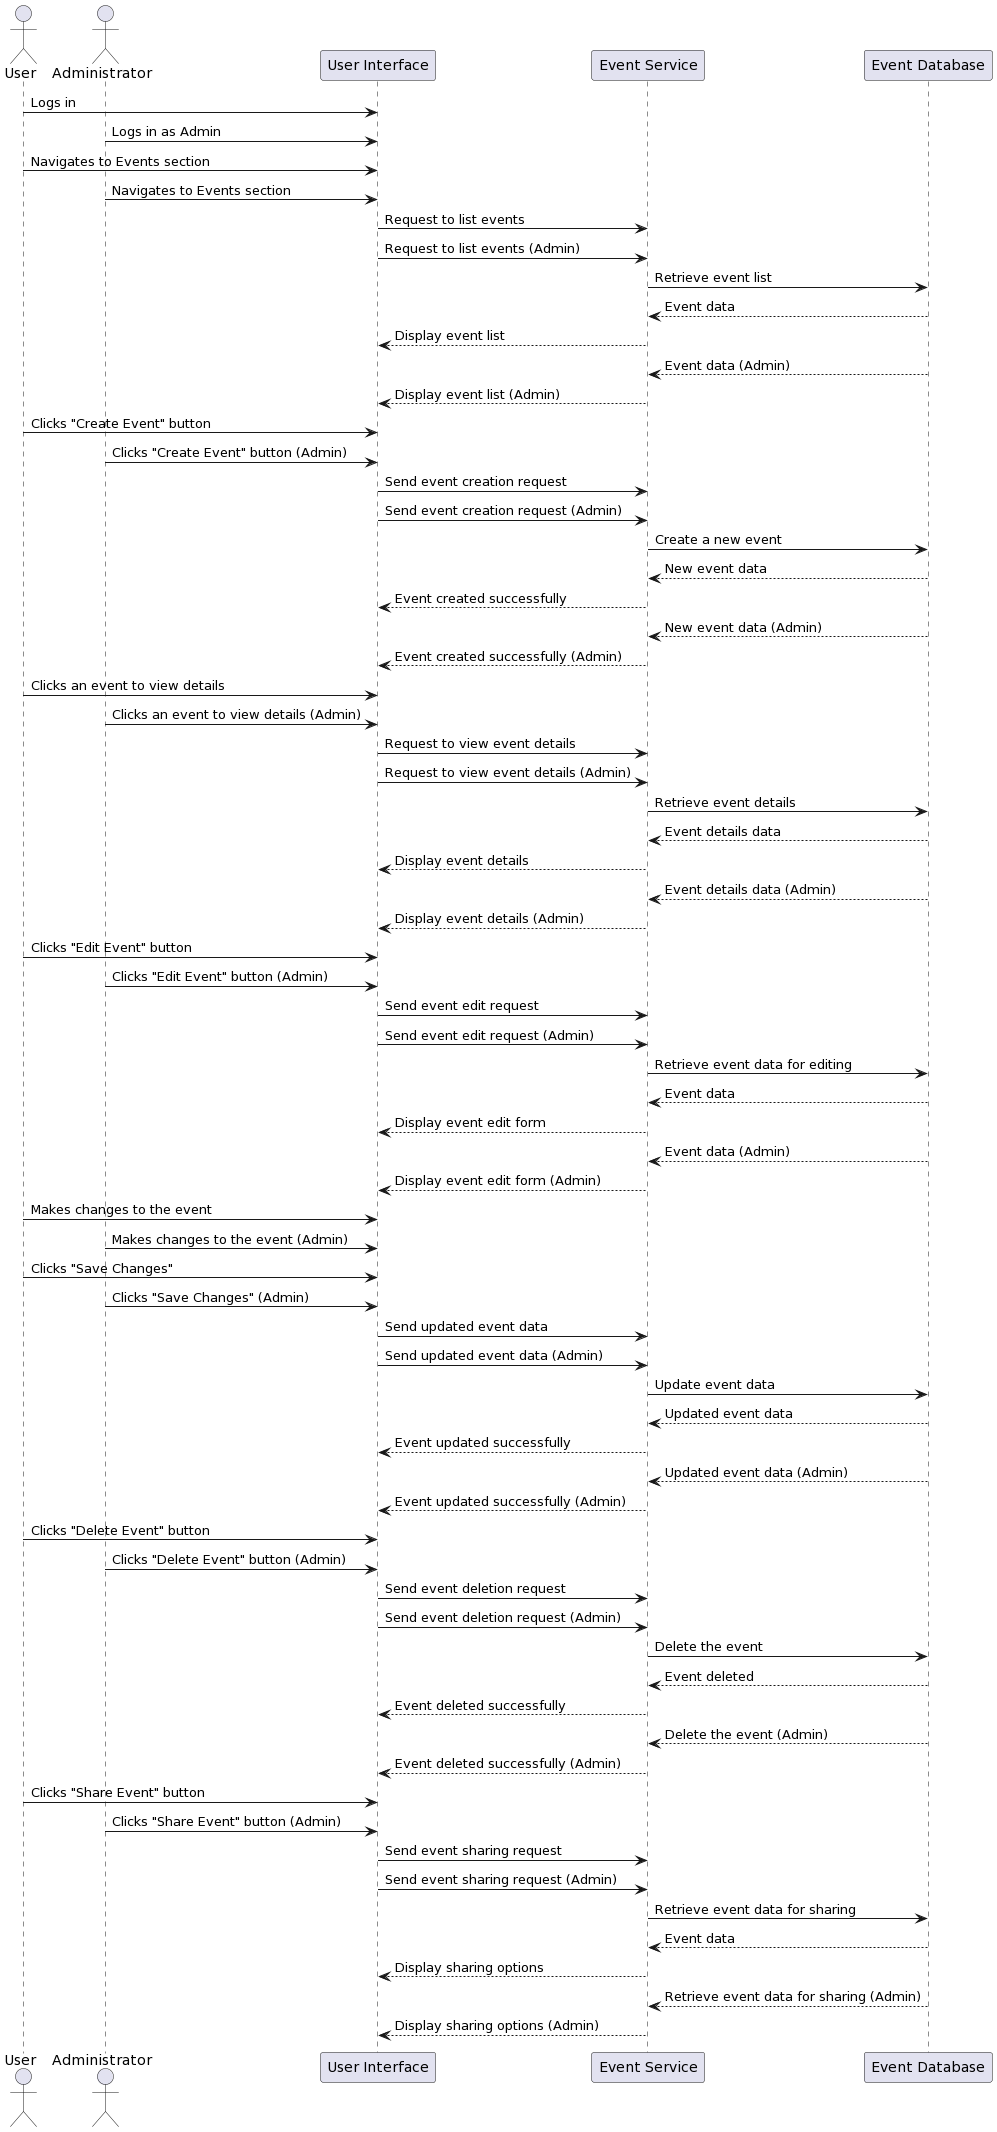 User
Administrator
User Interface
Event Service
Event Database
Logs in
Logs in as Admin
Navigates to Events section
Navigates to Events section
Request to list events
Request to list events (Admin)
Retrieve event list
Event data
Display event list
Event data (Admin)
Display event list (Admin)
Clicks "Create Event" button
Clicks "Create Event" button (Admin)
Send event creation request
Send event creation request (Admin)
Create a new event
New event data
Event created successfully
New event data (Admin)
Event created successfully (Admin)
Clicks an event to view details
Clicks an event to view details (Admin)
Request to view event details
Request to view event details (Admin)
Retrieve event details
Event details data
Display event details
Event details data (Admin)
Display event details (Admin)
Clicks "Edit Event" button
Clicks "Edit Event" button (Admin)
Send event edit request
Send event edit request (Admin)
Retrieve event data for editing
Event data
Display event edit form
Event data (Admin)
Display event edit form (Admin)
Makes changes to the event
Makes changes to the event (Admin)
Clicks "Save Changes"
Clicks "Save Changes" (Admin)
Send updated event data
Send updated event data (Admin)
Update event data
Updated event data
Event updated successfully
Updated event data (Admin)
Event updated successfully (Admin)
Clicks "Delete Event" button
Clicks "Delete Event" button (Admin)
Send event deletion request
Send event deletion request (Admin)
Delete the event
Event deleted
Event deleted successfully
Delete the event (Admin)
Event deleted successfully (Admin)
Clicks "Share Event" button
Clicks "Share Event" button (Admin)
Send event sharing request
Send event sharing request (Admin)
Retrieve event data for sharing
Event data
Display sharing options
Retrieve event data for sharing (Admin)
Display sharing options (Admin)
User
Administrator
User Interface
Event Service
Event Database